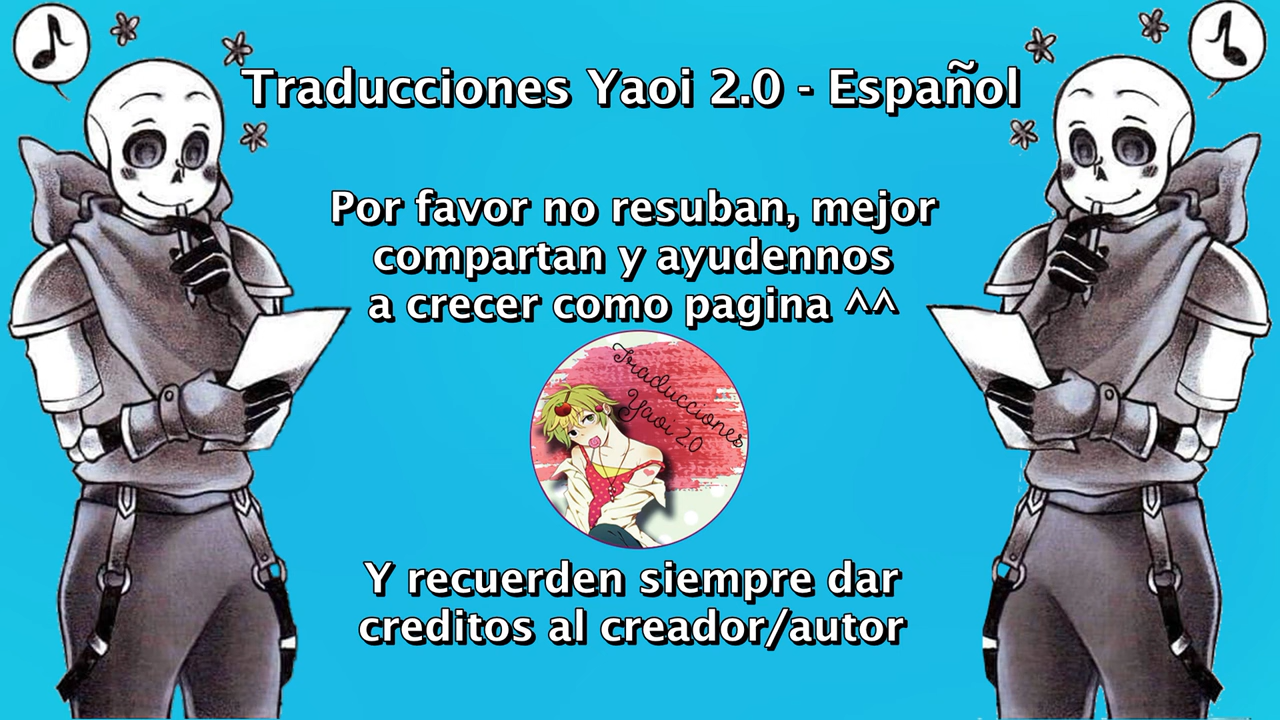 Traducciones Yaoi 2.0 - Español
Por favor no resuban, mejor
compartan y ayudennos
a crecer como pagina ^^
Traducciones
Yaoi 2.0
Y recuerden siempre dar
creditos al creador/autor